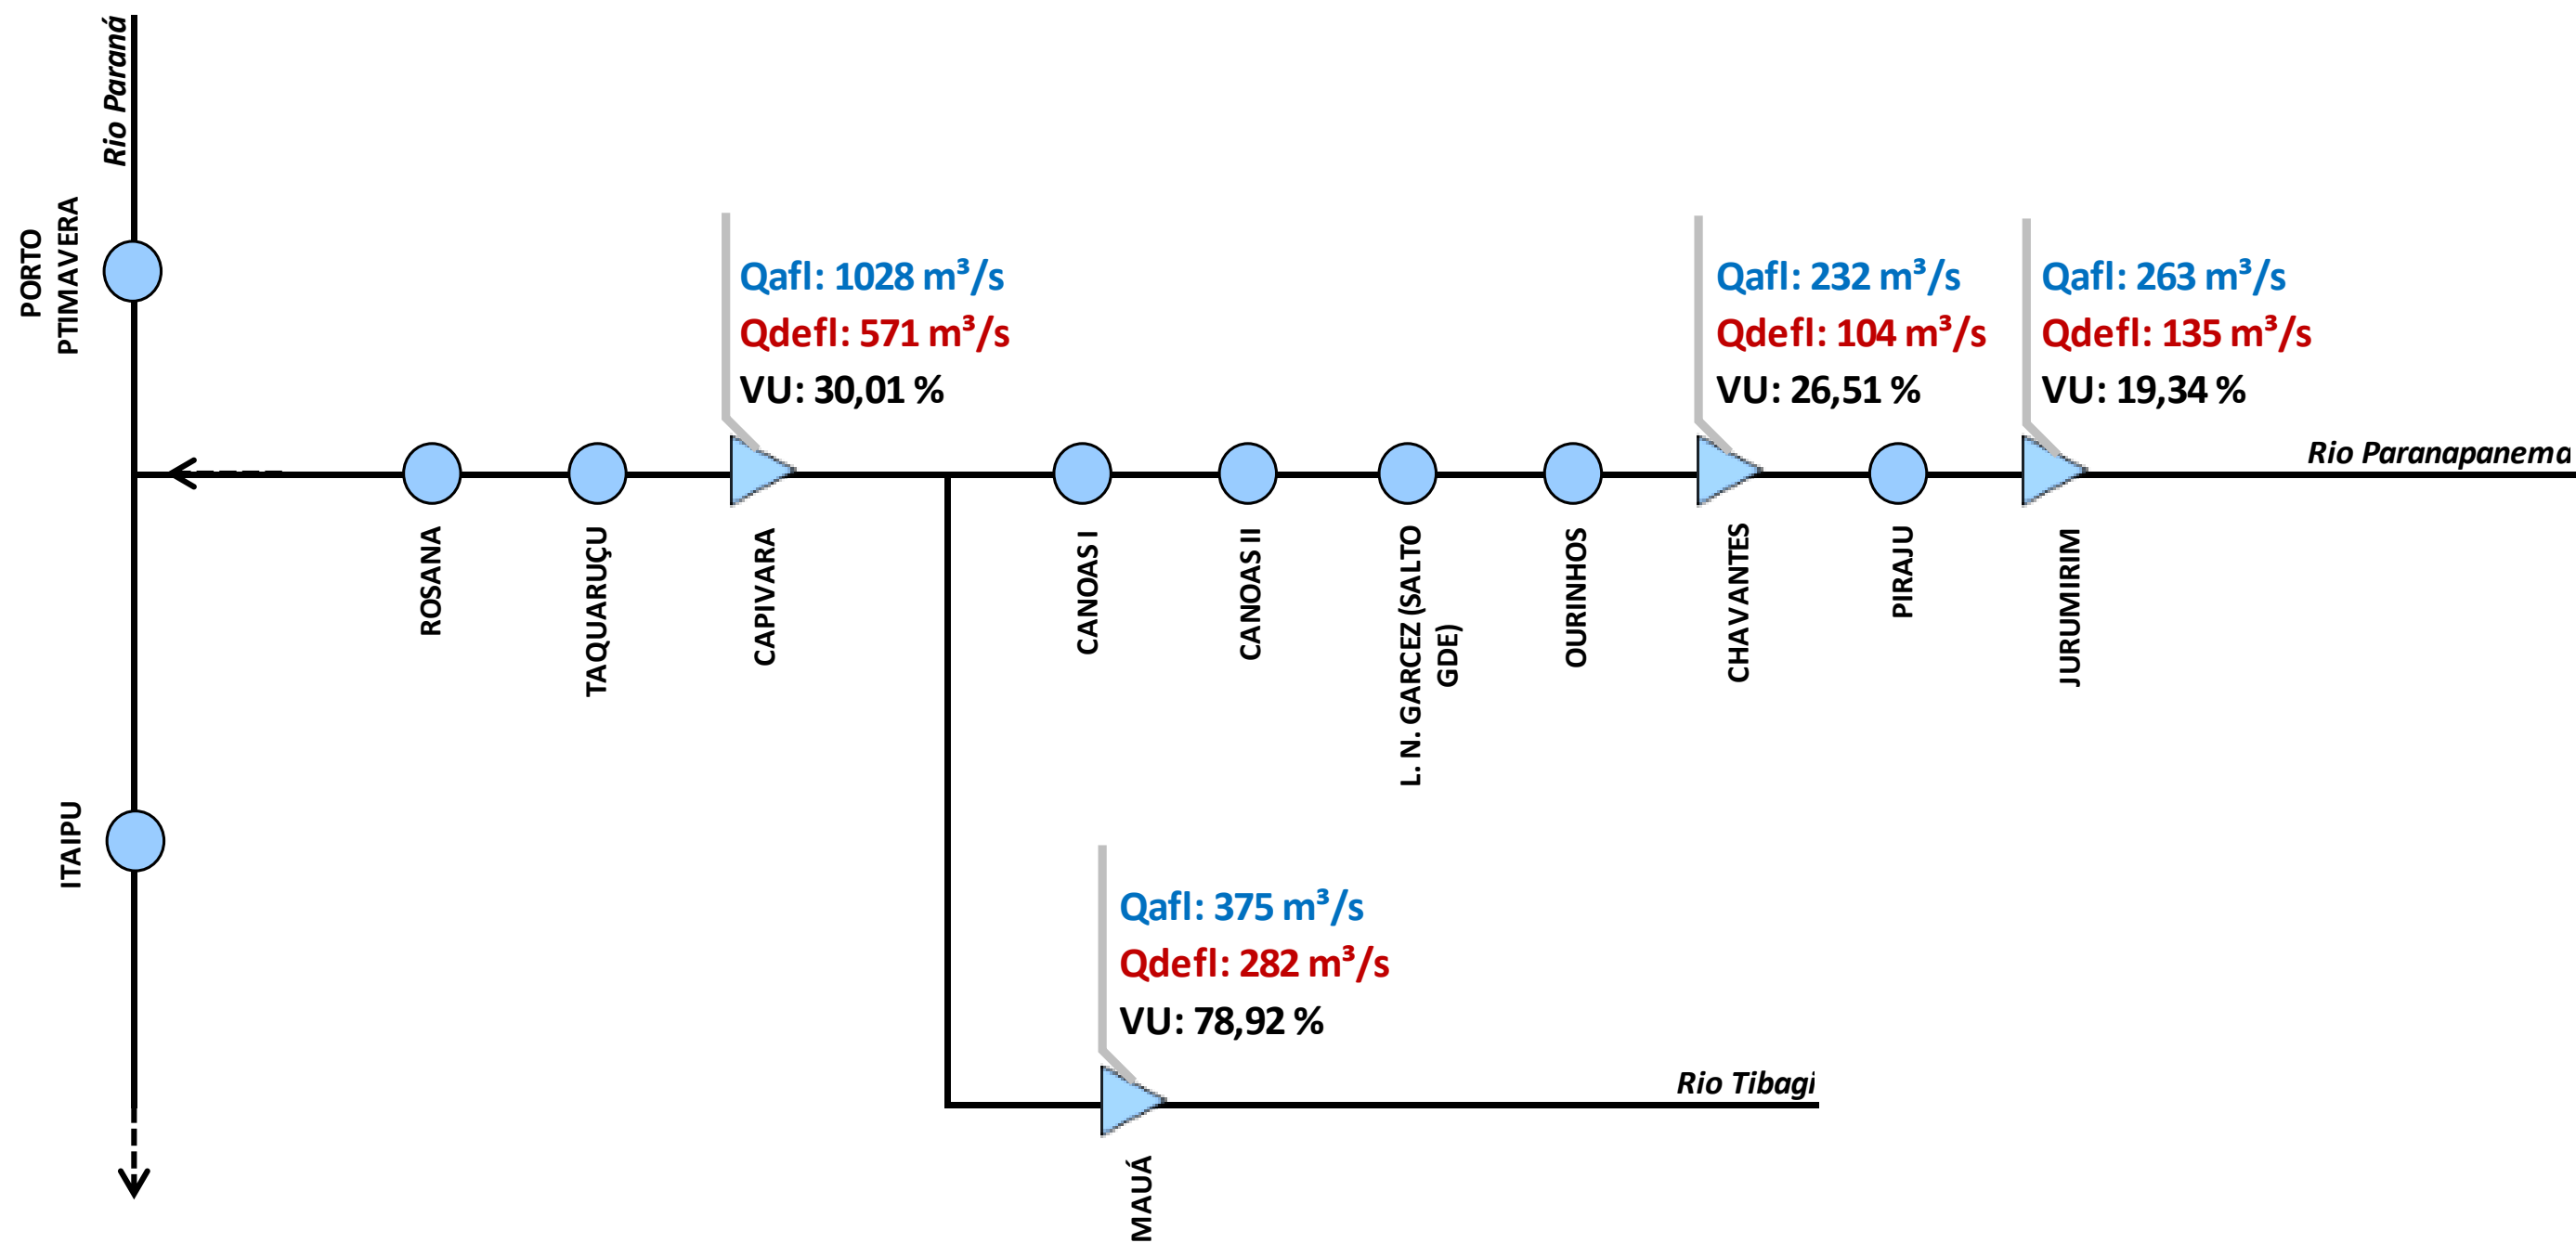 Rio Paraná
PORTO
PTIMAVERA
Qafl: 1028 m³/s
Qdefl: 571 m³/s
VU: 30,01 %
Qafl: 232 m³/s
Qdefl: 104 m³/s
VU: 26,51 %
Qafl: 263 m³/s
Qdefl: 135 m³/s
VU: 19,34 %
Rio Paranapanema
ROSANA
TAQUARUÇU
CAPIVARA
CANOAS I
CANOAS II
L. N. GARCEZ (SALTO
GDE)
OURINHOS
CHAVANTES
PIRAJU
JURUMIRIM
ITAIPU
Qafl: 375 m³/s
Qdefl: 282 m³/s
VU: 78,92 %
Rio Tibagi
MAUÁ